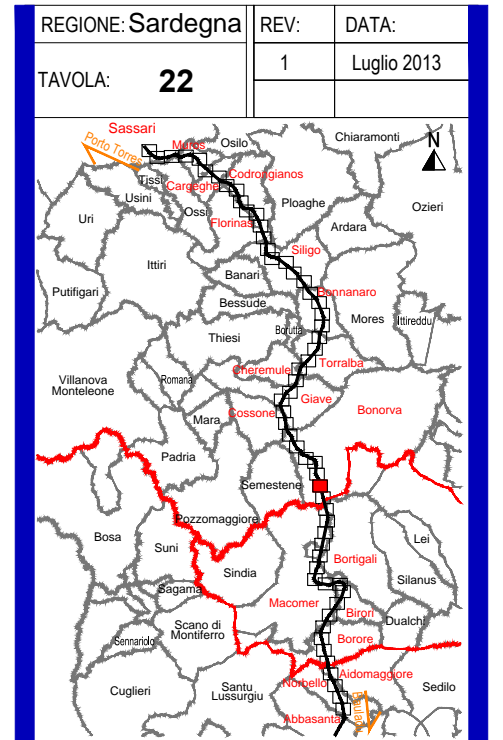 REGIONE: Sardegna
REV:
DATA:
TAVOLA: 22
1
Luglio 2013
Sassari
Porto Torres
Muros
Osilo
Chiaramonti
N
Tissi
Cargeghe
Codrongianos
Usini
Ossi
Ploaghe
Ozieri
Uri
Florinas
Ardara
Siligo
Ittiri
Banari
Putifigari
Bessude
Bonnanaro
Thiesi
Borutta
Mores
Ittireddu
Villanova
Monteleone
Romana
Cheremule
Torralba
Giave
Cossone
Bonorva
Mara
Padria
Semestene
Pozzomaggiore
Bosa
Suni
Lei
Bortigali
Sindia
Silanus
Sagama
Macomer
Birori
Dualchi
Scano di
Montiferro
Sennariolo
Borore
Aidomaggiore
Norbello
Cuglieri
Santu
Lussurgiu
Sedilo
Abbasanta